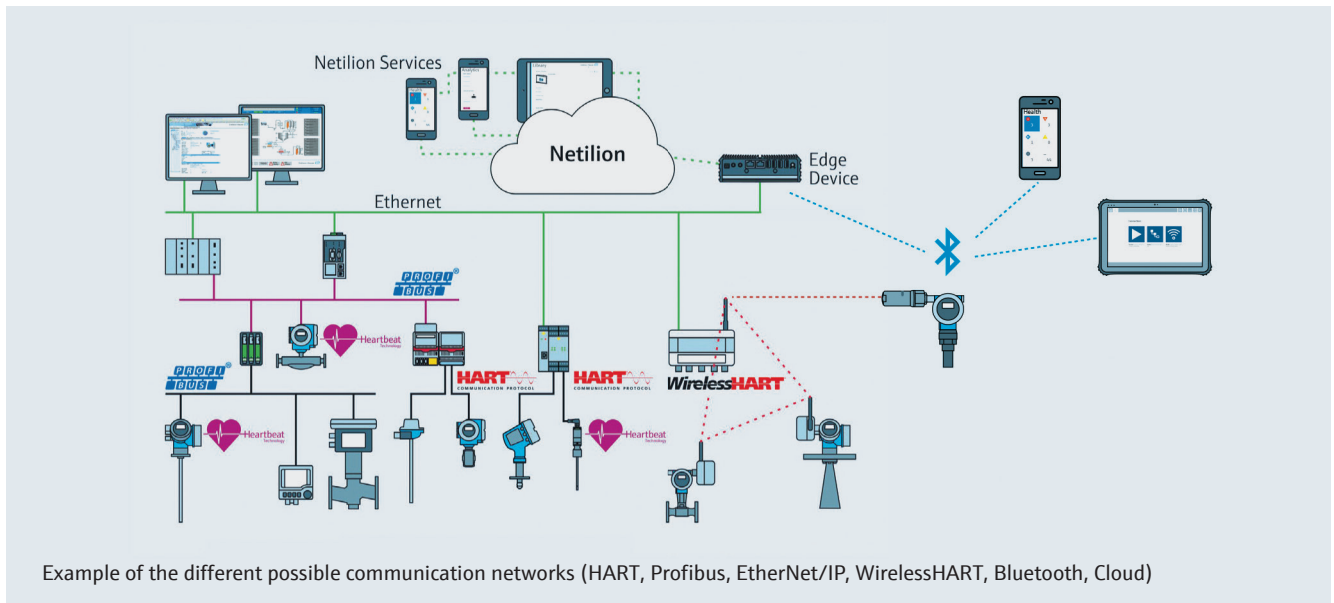 Netilion Services
Analytics
Health
Netilion
Edge
Device
Health
Ethernet
PROFI®
BUS
Heartbeat
Technology
PROFI®
BUS
HART
COMMUNICATION PROTOCOL
HART
COMMUNICATION PROTOCOL
WirelessHART
Heartbeat
Technology
Heartbeat
Technology
Example of the different possible communication networks (HART, Profibus, EtherNet/IP, WirelessHART, Bluetooth, Cloud)